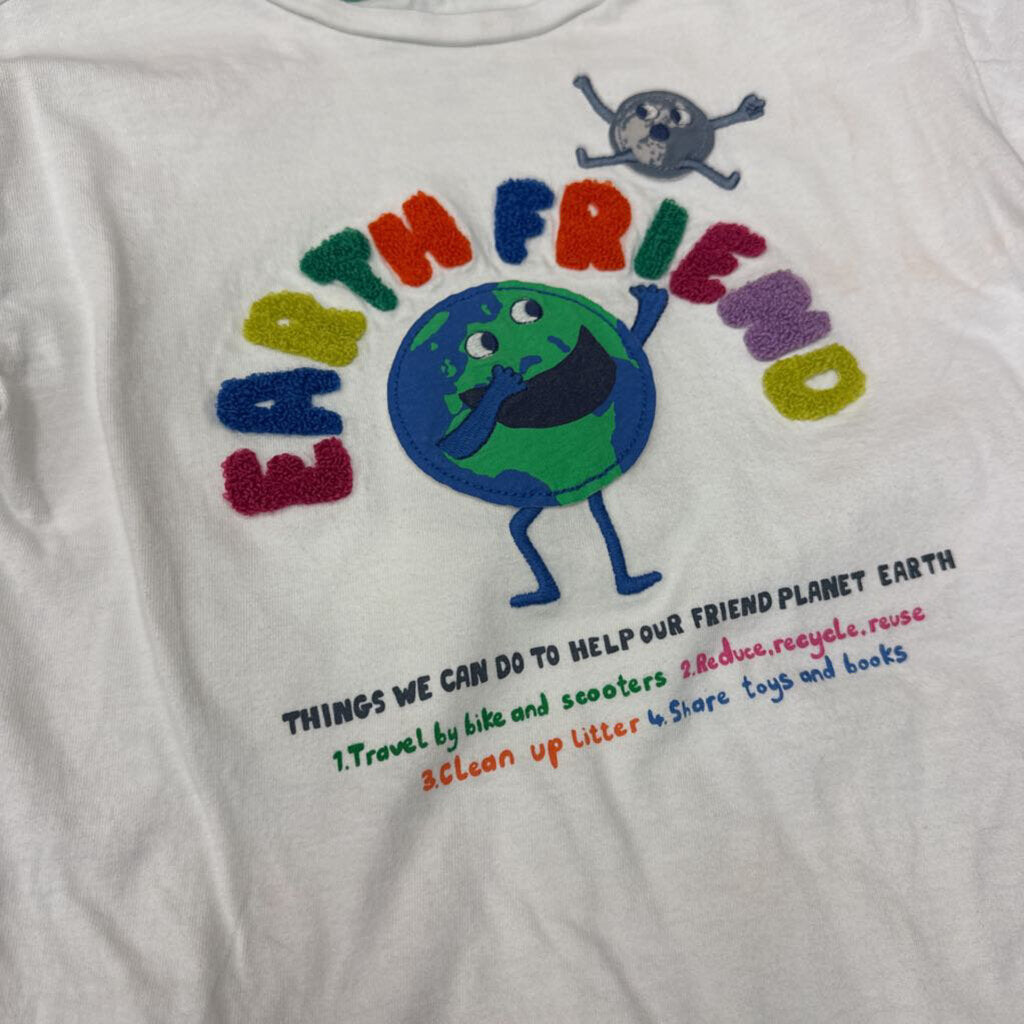 EARTH FRIEND
THINGS WE CAN DO TO HELP OUR FRIEND PLANET EARTH
1.Travel by bike and scooters 2.Reduce.recycle.reuse
3.Clean up litter 4.Share toys and books